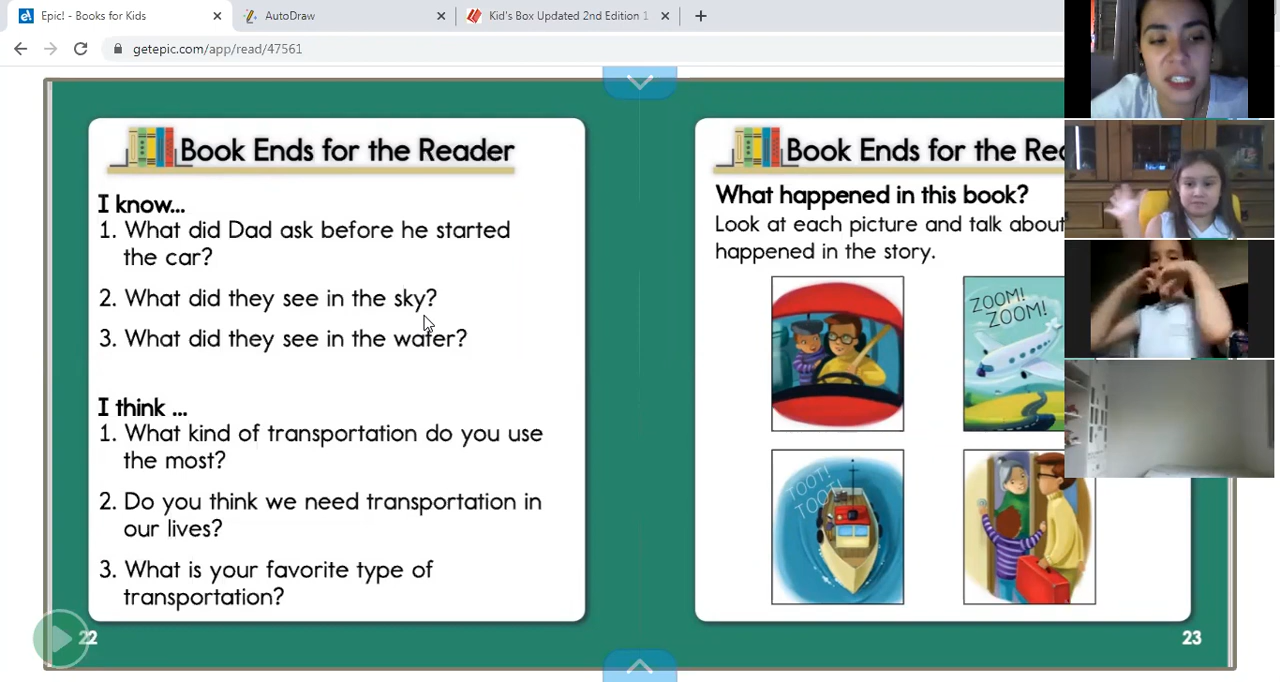 Epic! - Books for Kids
AutoDraw
Kid's Box Updated 2nd Edition 1
getepic.com/app/read/47561
Book Ends for the Reader
I know...
1. What did Dad ask before he started
the car?
2. What did they see in the sky?
3. What did they see in the water?
I think ...
1. What kind of transportation do you use
the most?
2. Do you think we need transportation in
our lives?
3. What is your favorite type of
transportation?
22
Book Ends for the Rea
What happened in this book?
Look at each picture and talk about
happened in the story.
ZOOM!
ZOOM!
TOOT!
TOOT!
23